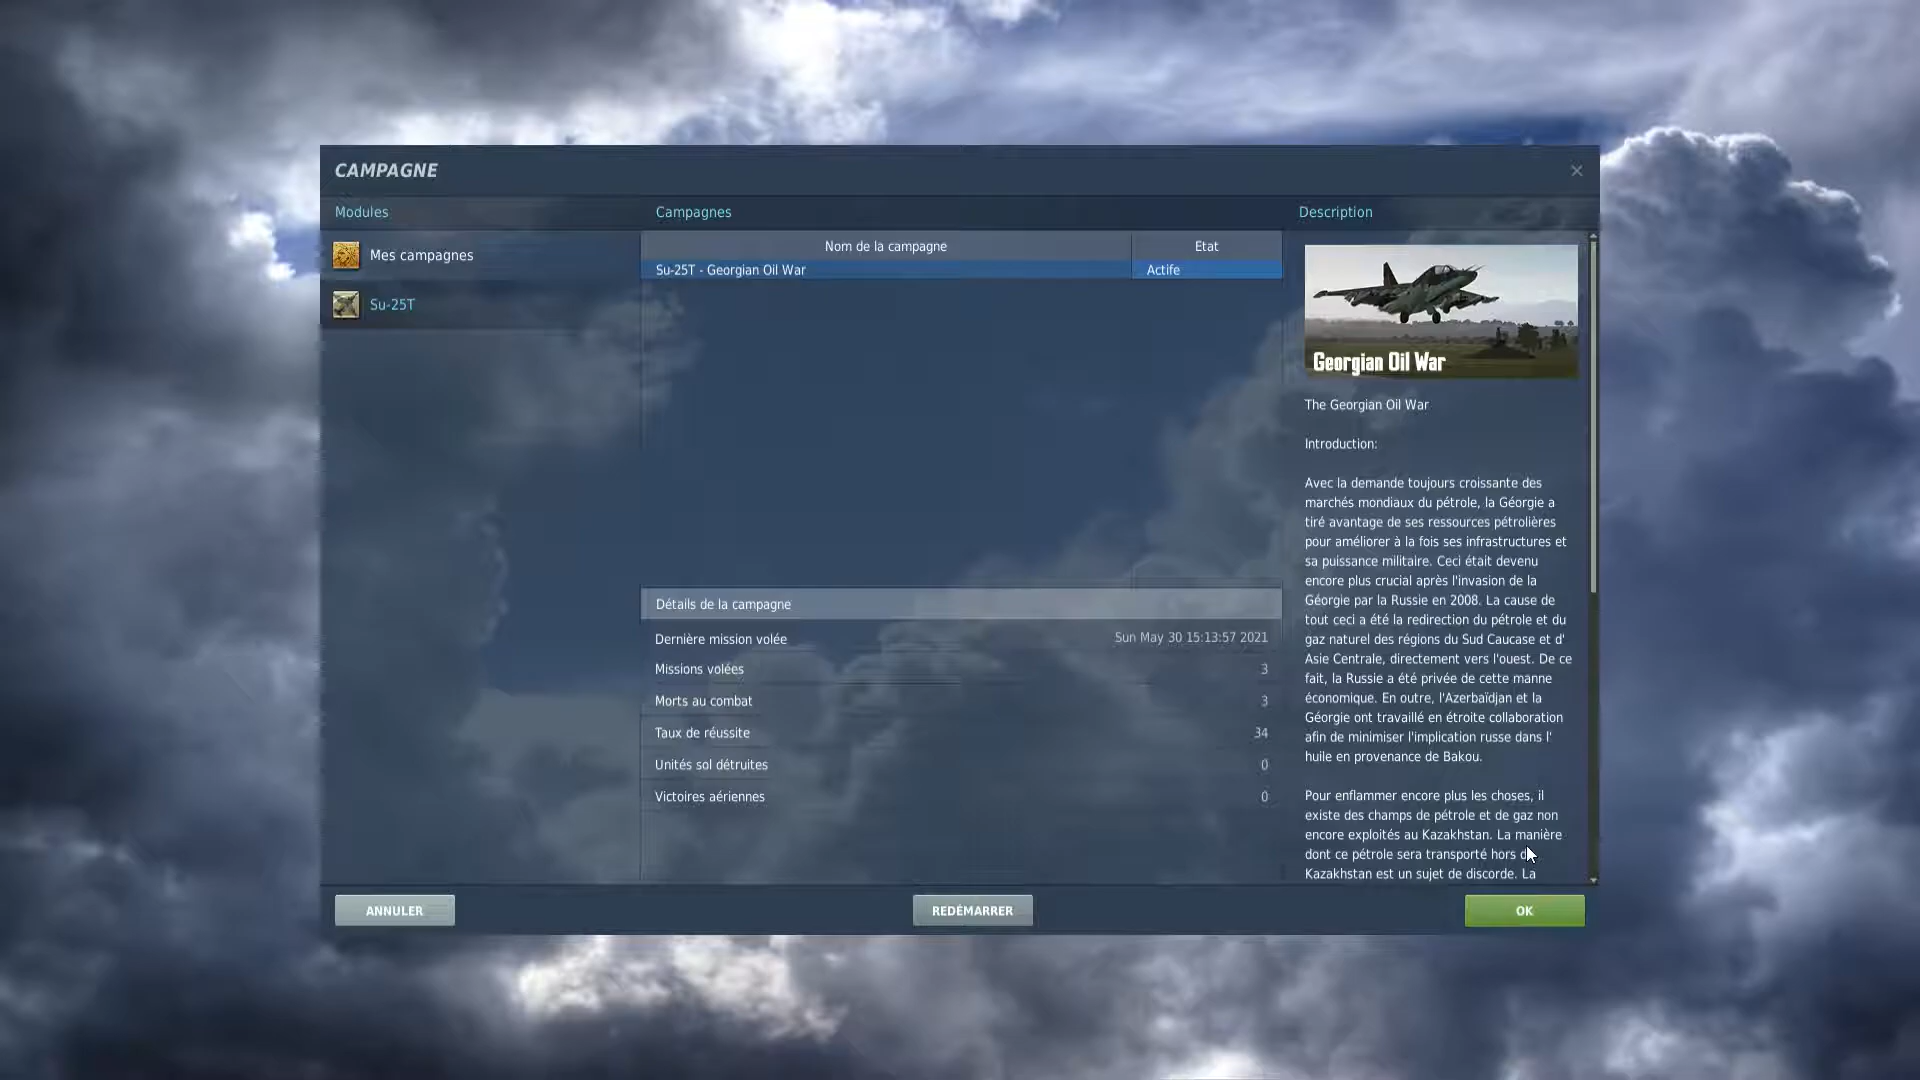 CAMPAGNE
Modules
Campagnes
Description
Mes campagnes
Su-25T
Nom de la campagne
Etat
Su-25T - Georgian Oil War
Actife
Détails de la campagne
Dernière mission volée
Sun May 30 15:13:57 2021
Missions volées
3
Morts au combat
3
Taux de réussite
34
Unités sol détruites
0
Victoires aériennes
0
Georgian Oil War
The Georgian Oil War
Introduction:
Avec la demande toujours croissante des
marchés mondiaux du pétrole, la Géorgie a
tiré avantage de ses ressources pétrolières
pour améliorer à la fois ses infrastructures et
sa puissance militaire. Ceci était devenu
encore plus crucial après l'invasion de la
Géorgie par la Russie en 2008. La cause de
tout ceci a été la redirection du pétrole et du
gaz naturel des régions du Sud Caucase et d'
Asie Centrale, directement vers l'ouest. De ce
fait, la Russie a été privée de cette manne
économique. En outre, l'Azerbaïdjan et la
Géorgie ont travaillé en étroite collaboration
afin de minimiser l'implication russe dans l'
huile en provenance de Bakou.
Pour enflammer encore plus les choses, il
existe des champs de pétrole et de gaz non
encore exploités au Kazakhstan. La manière
dont ce pétrole sera transporté hors
Kazakhstan est un sujet de discorde. La
ANNULER
REDÉMARRER
OK